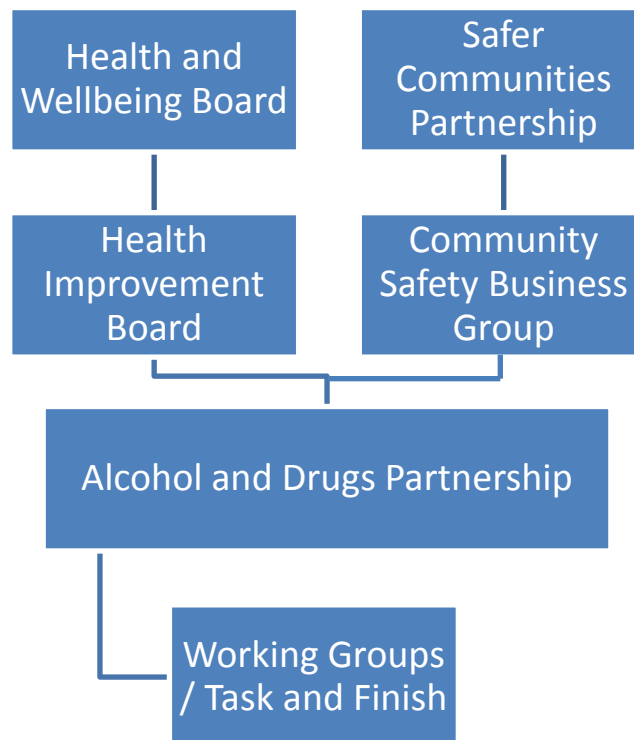 Health and
Wellbeing Board
Safer
Communities
Partnership
Health
Improvement
Board
Community
Safety Business
Group
Alcohol and Drugs Partnership
Working Groups
/ Task and Finish